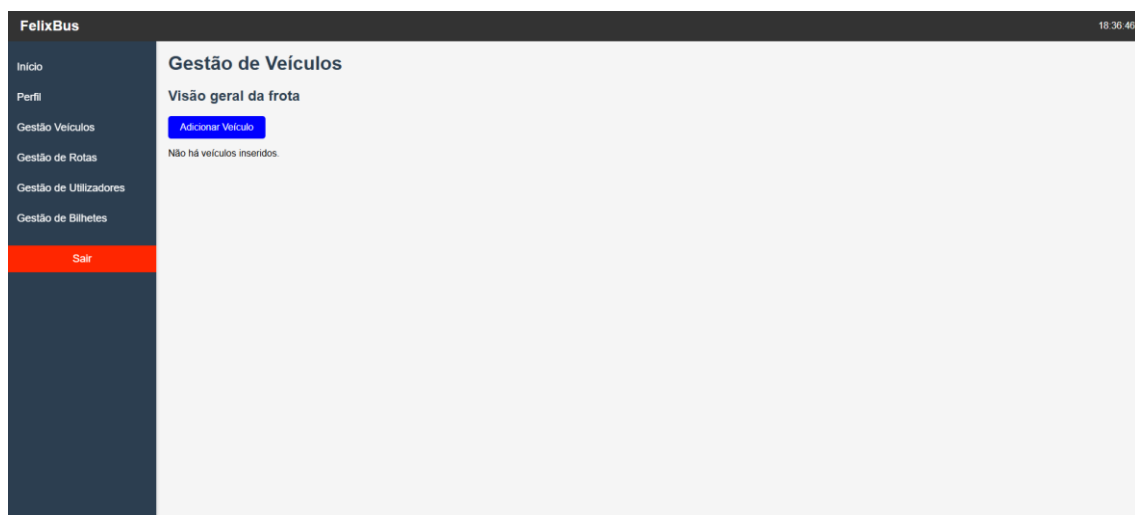 FelixBus
18:36:46
Início
Perfil
Gestão Veículos
Gestão de Rotas
Gestão de Utilizadores
Gestão de Bilhetes
Sair
Gestão de Veículos
Visão geral da frota
Adicionar Veículo
Não há veículos inseridos.